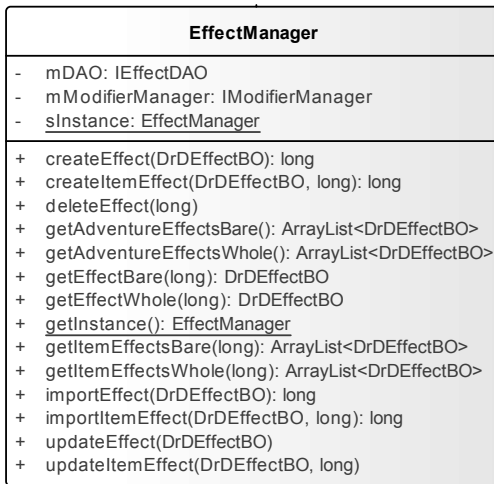 EffectManager
- mDAO: IEffectDAO
- mModifierManager: IModifierManager
- sInstance: EffectManager
+ createEffect(DrDEffectBO): long
+ createItemEffect(DrDEffectBO, long): long
+ deleteEffect(long)
+ getAdventureEffectsBare(): ArrayList<DrDEffectBO>
+ getAdventureEffectsWhole(): ArrayList<DrDEffectBO>
+ getEffectBare(long): DrDEffectBO
+ getEffectWhole(long): DrDEffectBO
+ getInstance(): EffectManager
+ getItemEffectsBare(long): ArrayList<DrDEffectBO>
+ getItemEffectsWhole(long): ArrayList<DrDEffectBO>
+ importEffect(DrDEffectBO): long
+ importItemEffect(DrDEffectBO, long): long
+ updateEffect(DrDEffectBO)
+ updateItemEffect(DrDEffectBO, long)